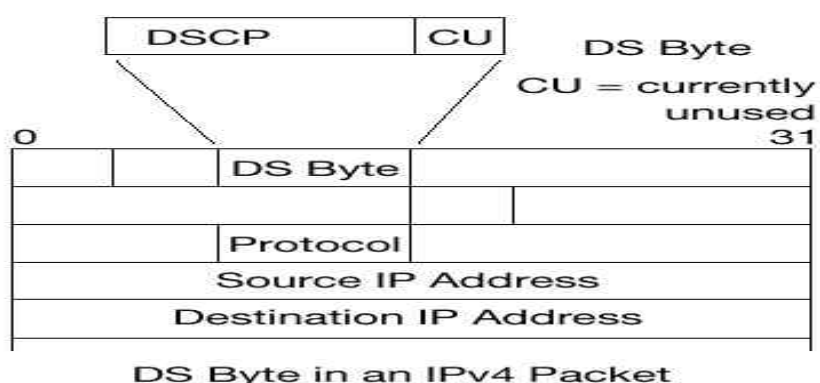 DSCP CU
DS Byte
CU = currently
unused
0 31
DS Byte
Protocol
Source IP Address
Destination IP Address
DS Byte in an IPv4 Packet